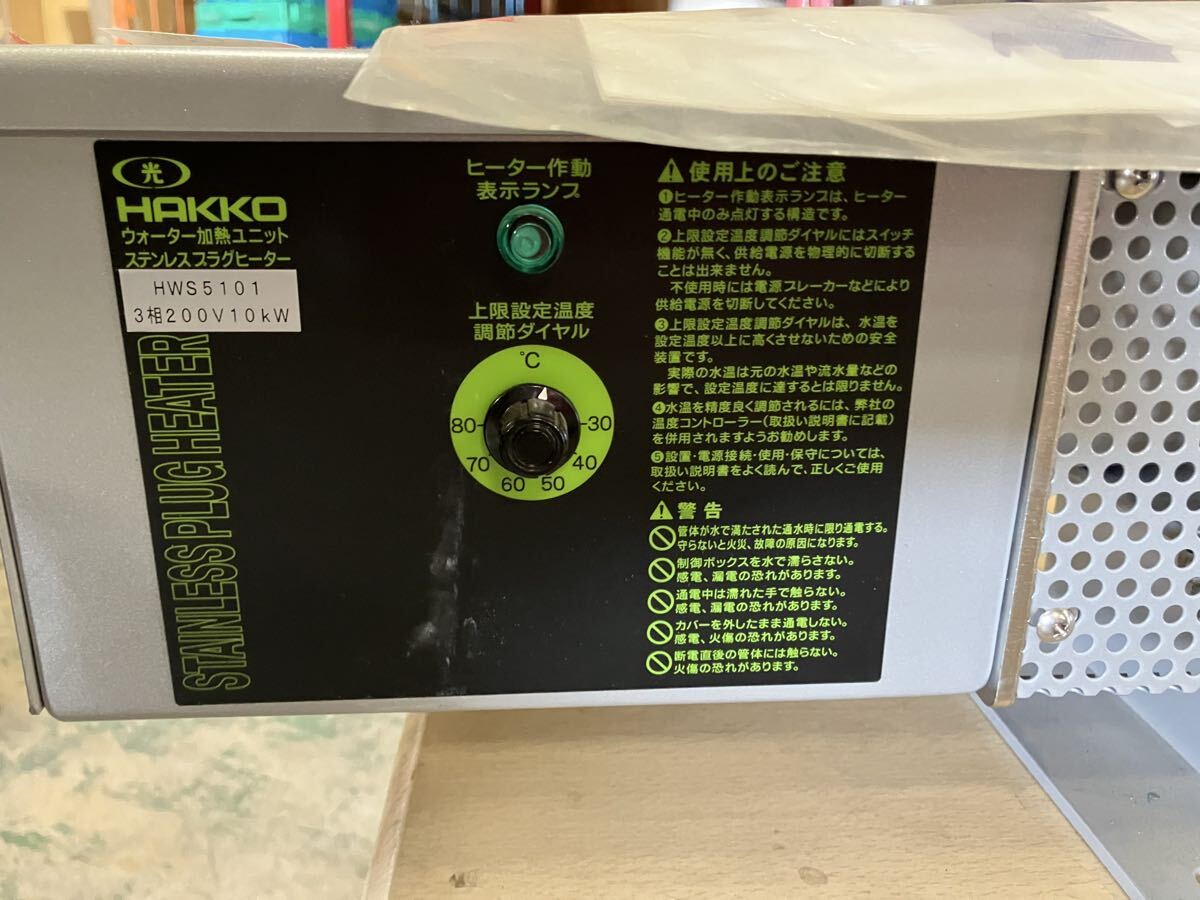 光
HAKKO
ウォーター加熱ユニット
ステンレスプラグヒーター
HWS5101
3相200V10kW
STAINLESS PLUG HEATER
ヒーター作動
表示ランプ
上限設定温度
調節ダイヤル
℃
80
30
70
40
60
50
使用上のご注意
❶ヒーター作動表示ランプは、ヒーター
通電中のみ点灯する構造です。
❷上限設定温度調節ダイヤルにはスイッチ
機能が無く、供給電源を物理的に切断する
ことは出来ません。
不使用時には電源ブレーカーなどにより
供給電源を切断してください。
❸上限設定温度調節ダイヤルは、水温を
設定温度以上に高くさせないための安全
装置です。
実際の水温は元の水温や流水量などの
影響で、設定温度に達するとは限りません。
❹水温を精度良く調節されるには、弊社の
温度コントローラー(取扱い説明書に記載)
を併用されますようお勧めします。
❺設置・電源接続・使用・保守については、
取扱い説明書をよく読んで、正しくご使用
ください。
警告
管体が水で満たされた通水時に限り通電する。
守らないと火災、故障の原因になります。
制御ボックスを水で濡らさない。
感電、漏電の恐れがあります。
通電中は濡れた手で触らない。
感電、漏電の恐れがあります。
カバーを外したまま通電しない。
感電、火傷の恐れがあります。
断電直後の管体には触らない。
火傷の恐れがあります。